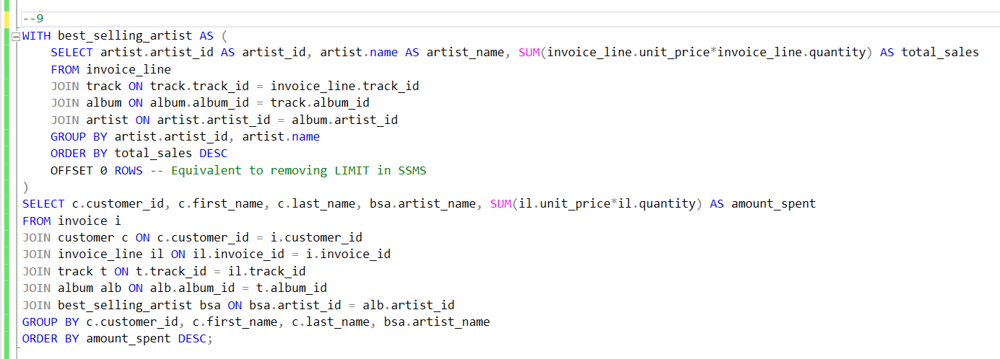 --9
WITH best_selling_artist AS (
    SELECT artist.artist_id AS artist_id, artist.name AS artist_name, SUM(invoice_line.unit_price*invoice_line.quantity) AS total_sales
    FROM invoice_line
    JOIN track ON track.track_id = invoice_line.track_id
    JOIN album ON album.album_id = track.album_id
    JOIN artist ON artist.artist_id = album.artist_id
    GROUP BY artist.artist_id, artist.name
    ORDER BY total_sales DESC
    OFFSET 0 ROWS -- Equivalent to removing LIMIT in SSMS
)
SELECT c.customer_id, c.first_name, c.last_name, bsa.artist_name, SUM(il.unit_price*il.quantity) AS amount_spent
FROM invoice i
JOIN customer c ON c.customer_id = i.customer_id
JOIN invoice_line il ON il.invoice_id = i.invoice_id
JOIN track t ON t.track_id = il.track_id
JOIN album alb ON alb.album_id = t.album_id
JOIN best_selling_artist bsa ON bsa.artist_id = alb.artist_id
GROUP BY c.customer_id, c.first_name, c.last_name, bsa.artist_name
ORDER BY amount_spent DESC;